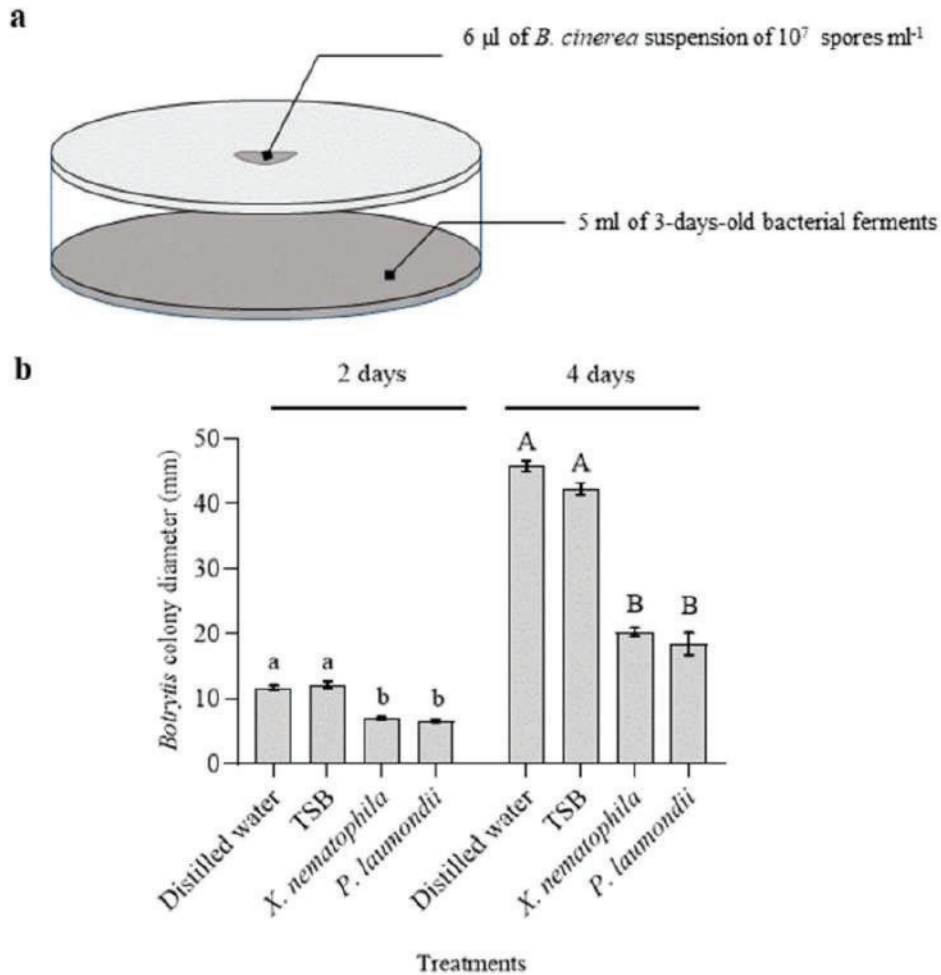 a
6 µl of B. cinerea suspension of 10⁷ spores ml⁻¹
5 ml of 3-days-old bacterial ferments
b
2 days
4 days
Botrytis colony diameter (mm)
50
40
30
20
10
0
a
a
b
b
A
A
B
B
Distilled water
TSB
X. nematophila
P. laumondii
Distilled water
TSB
X. nematophila
P. laumondii
Treatments